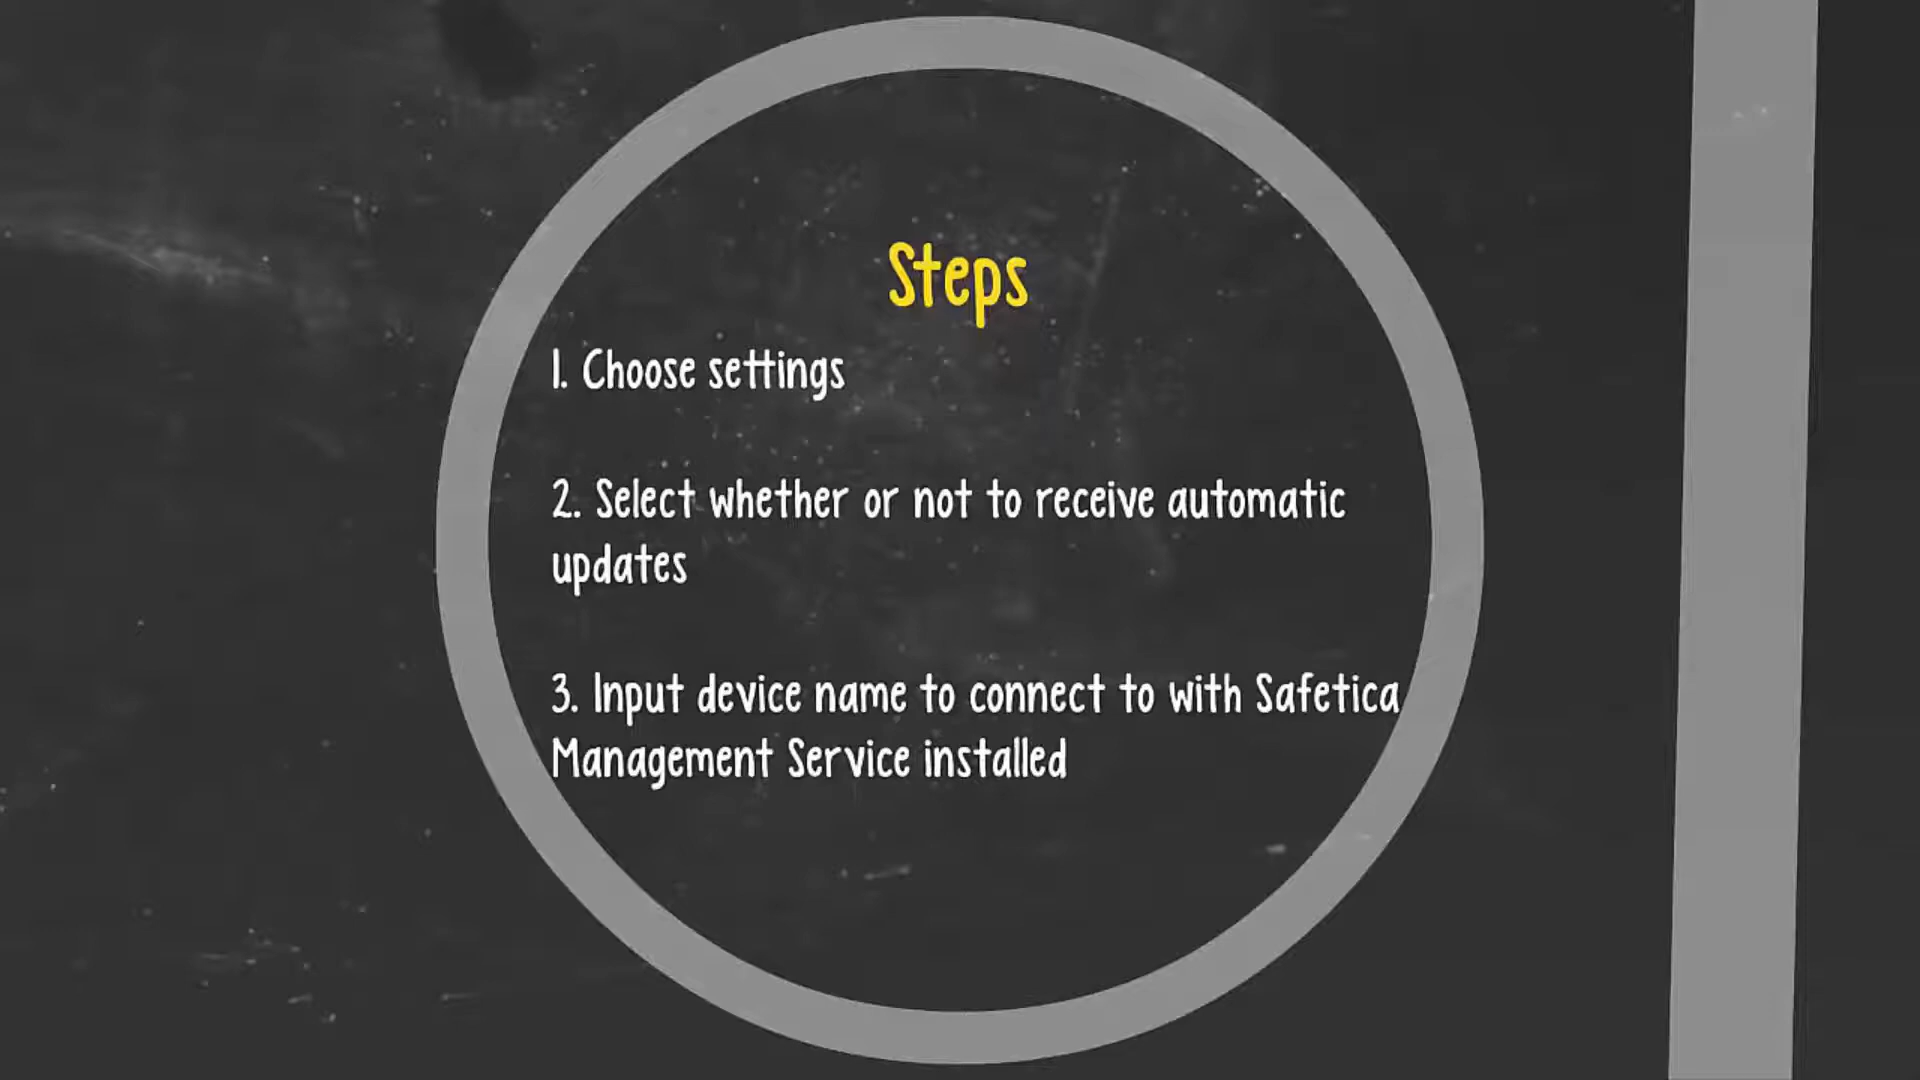 Steps
1. Choose settings
2. Select whether or not to receive automatic
updates
3. Input device name to connect to with Safetica
Management Service installed